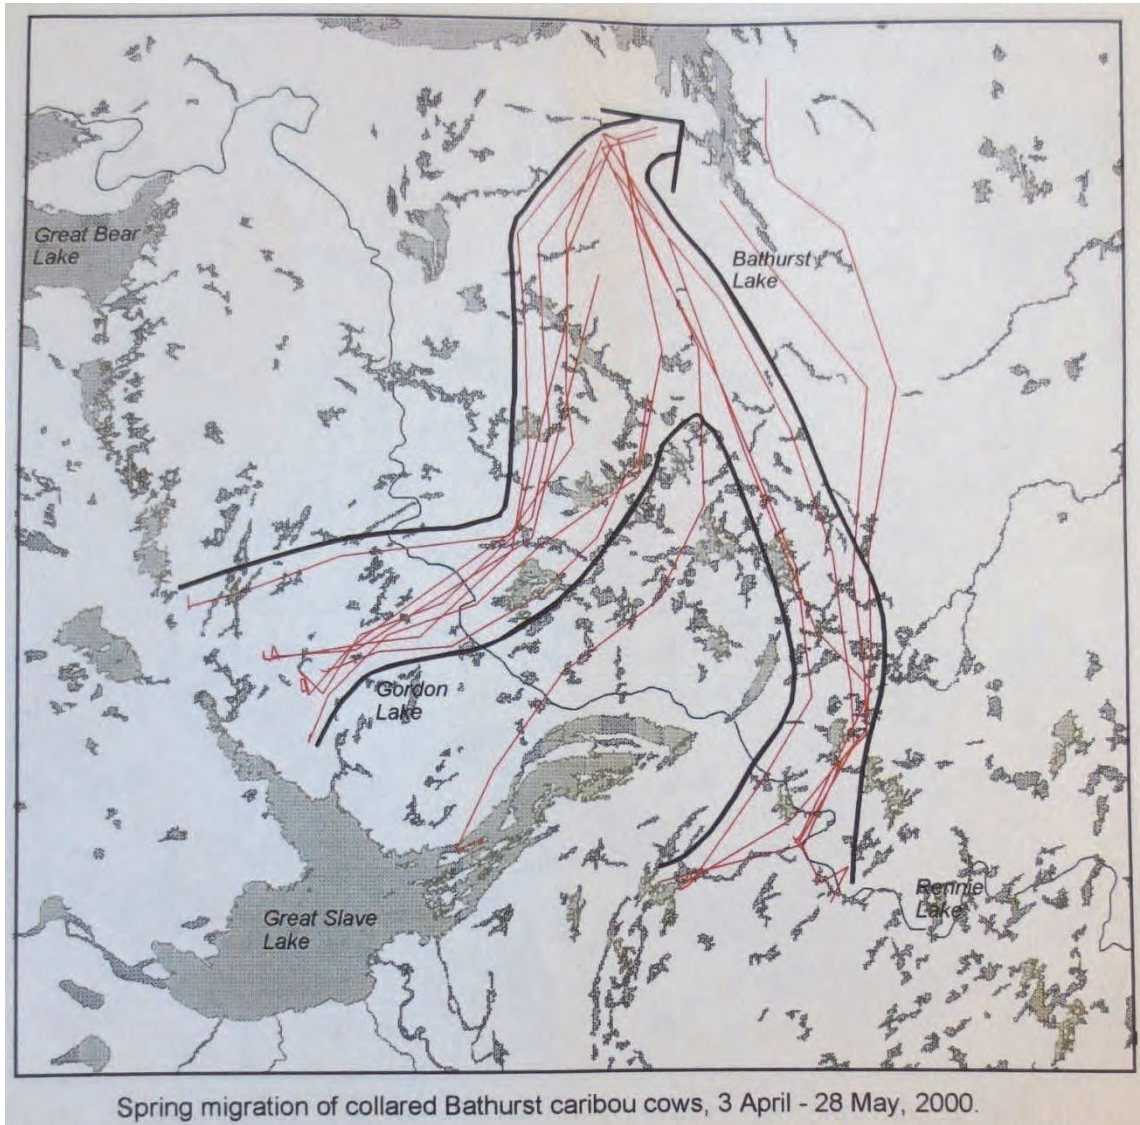 Great Bear
Lake
Bathurst
Lake
Gordon
Lake
Rennie
Lake
Great Slave
Lake
Spring migration of collared Bathurst caribou cows, 3 April - 28 May, 2000.